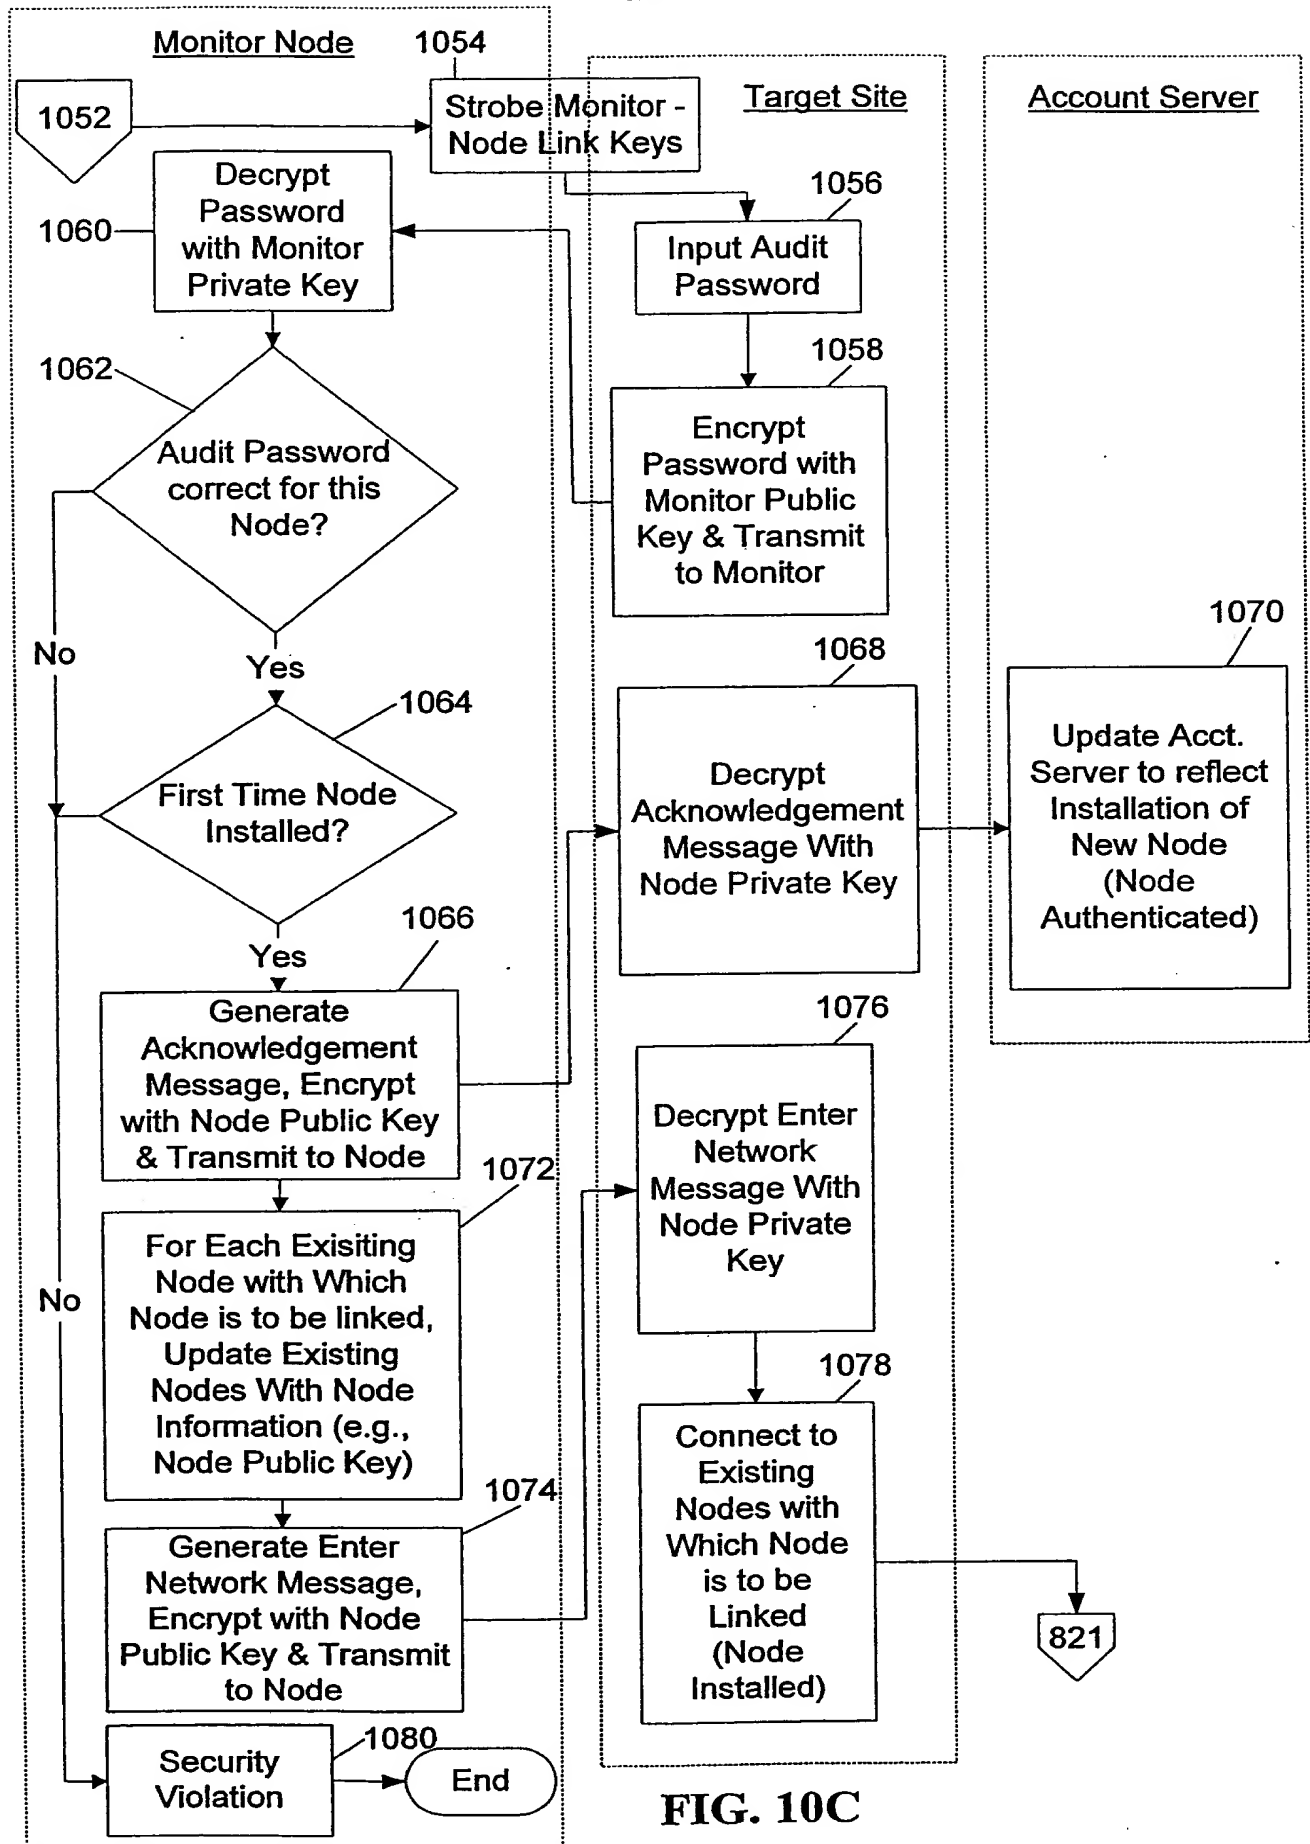 Monitor Node
1054
1052
Strobe Monitor -
Node Link Keys
Target Site
Account Server
Decrypt
Password
with Monitor
Private Key
1060
1056
Input Audit
Password
1058
Encrypt
Password with
Monitor Public
Key & Transmit
to Monitor
1062
Audit Password
correct for this
Node?
No
Yes
1064
First Time Node
Installed?
1068
Decrypt
Acknowledgement
Message With
Node Private Key
1070
Update Acct.
Server to reflect
Installation of
New Node
(Node
Authenticated)
Yes
1066
Generate
Acknowledgement
Message, Encrypt
with Node Public Key
& Transmit to Node
1076
Decrypt Enter
Network
Message With
Node Private
Key
1072
For Each Exisiting
Node with Which
Node is to be linked,
Update Existing
Nodes With Node
Information (e.g.,
Node Public Key)
No
1078
Connect to
Existing
Nodes with
Which Node
is to be
Linked
(Node
Installed)
1074
Generate Enter
Network Message,
Encrypt with Node
Public Key & Transmit
to Node
821
1080
Security
Violation
End
FIG. 10C